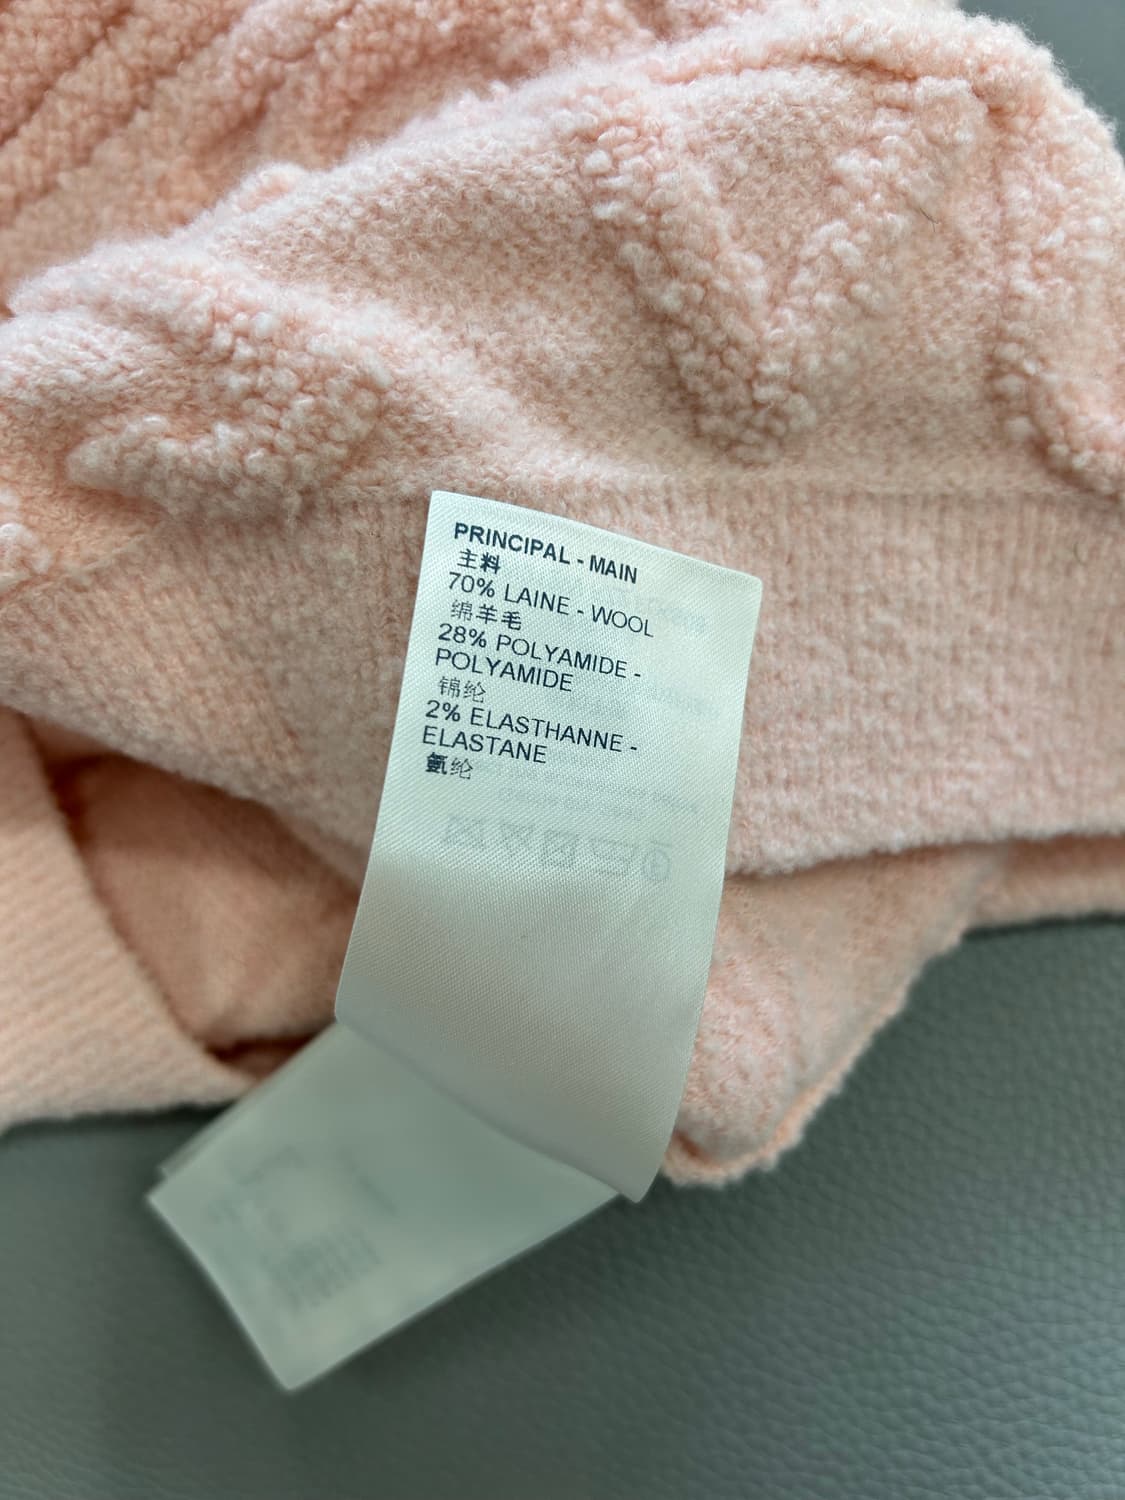 PRINCIPAL - MAIN
主料
70% LAINE - WOOL
绵羊毛
28% POLYAMIDE -
POLYAMIDE
锦纶
2% ELASTHANNE -
ELASTANE
氨纶